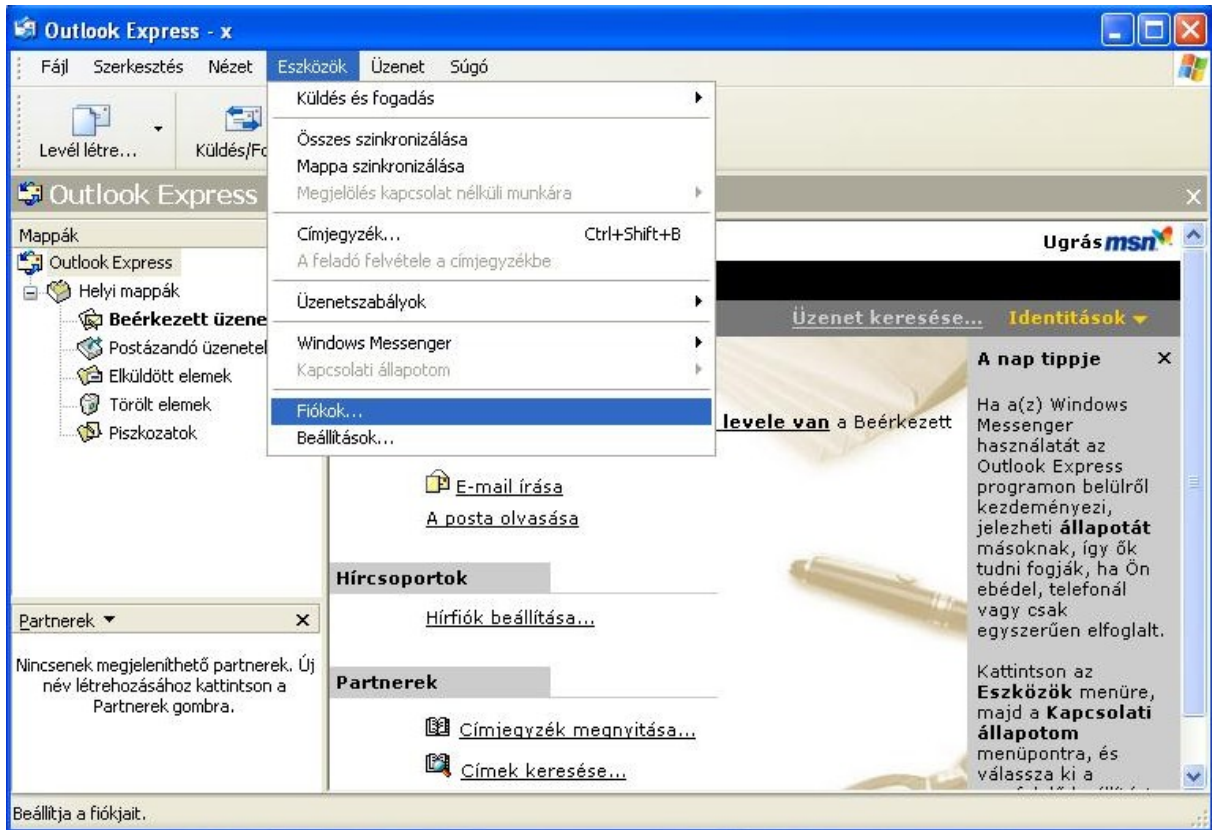 Outlook Express - x
Fájl Szerkesztés Nézet Eszközök Üzenet Súgó
Levél létre... Küldés/Fo
Küldés és fogadás
Összes szinkronizálása
Mappa szinkronizálása
Megjelölés kapcsolat nélküli munkára
Címjegyzék... Ctrl+Shift+B
A feladó felvétele a címjegyzékbe
Üzenetszabályok
Windows Messenger
Kapcsolati állapotom
Fiókok...
Beállítások...
Outlook Express
Mappák
Outlook Express
Helyi mappák
Beérkezett üzene
Postázandó üzenetel
Elküldött elemek
Törölt elemek
Piszkozatok
Partnerek
Nincsenek megjeleníthető partnerek. Új
név létrehozásához kattintson a
Partnerek gombra.
Ugrás msn
Üzenet keresése... Identitások
levele van a Beérkezett
E-mail írása
A posta olvasása
Hírcsoportok
Hírfiók beállítása...
Partnerek
Címjegyzék megnyitása...
Címek keresése...
A nap tippje
Ha a(z) Windows
Messenger
használatát az
Outlook Express
programon belülről
kezdeményezi,
jelezheti állapotát
másoknak, így ők
tudni fogják, ha Ön
ebédel, telefonál
vagy csak
egyszerűen elfoglalt.
Kattintson az
Eszközök menüre,
majd a Kapcsolati
állapotom
menüpontra, és
válassza ki a
Beállítja a fiókjait.